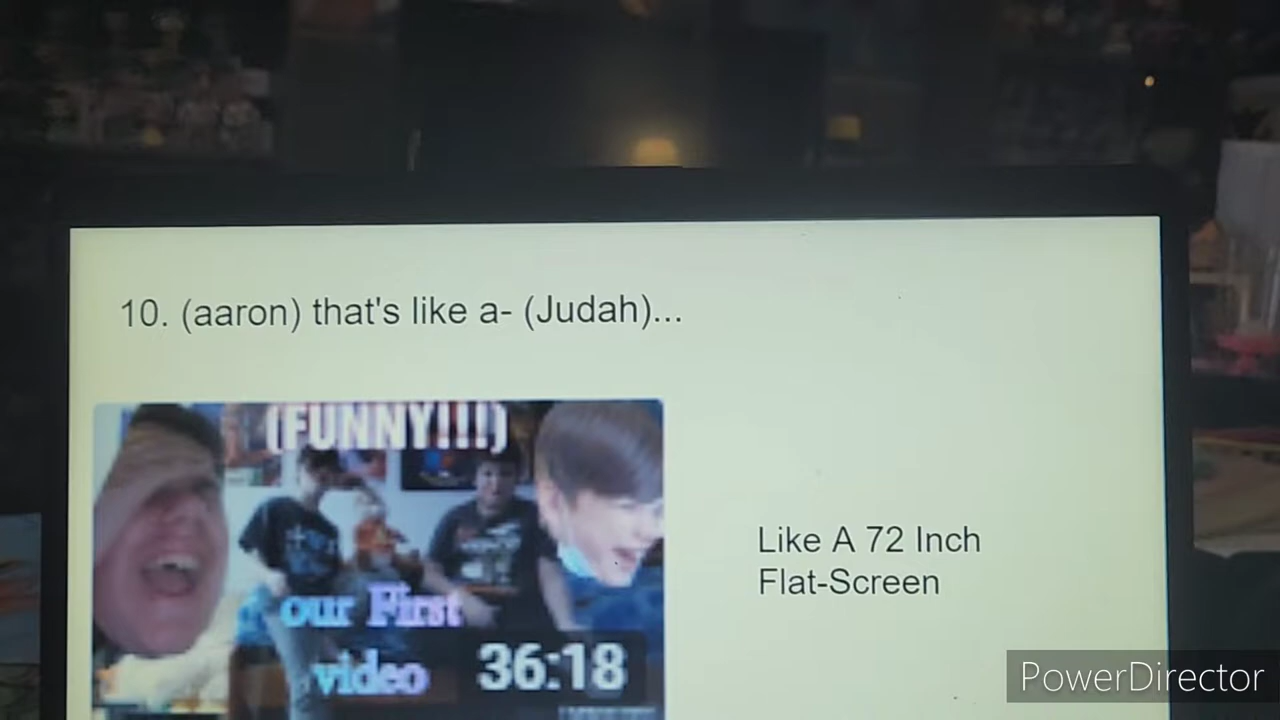 10. (aaron) that's like a- (Judah)...
(FUNNY!!!)
our First
video
36:18
Like A 72 Inch
Flat-Screen
PowerDirector